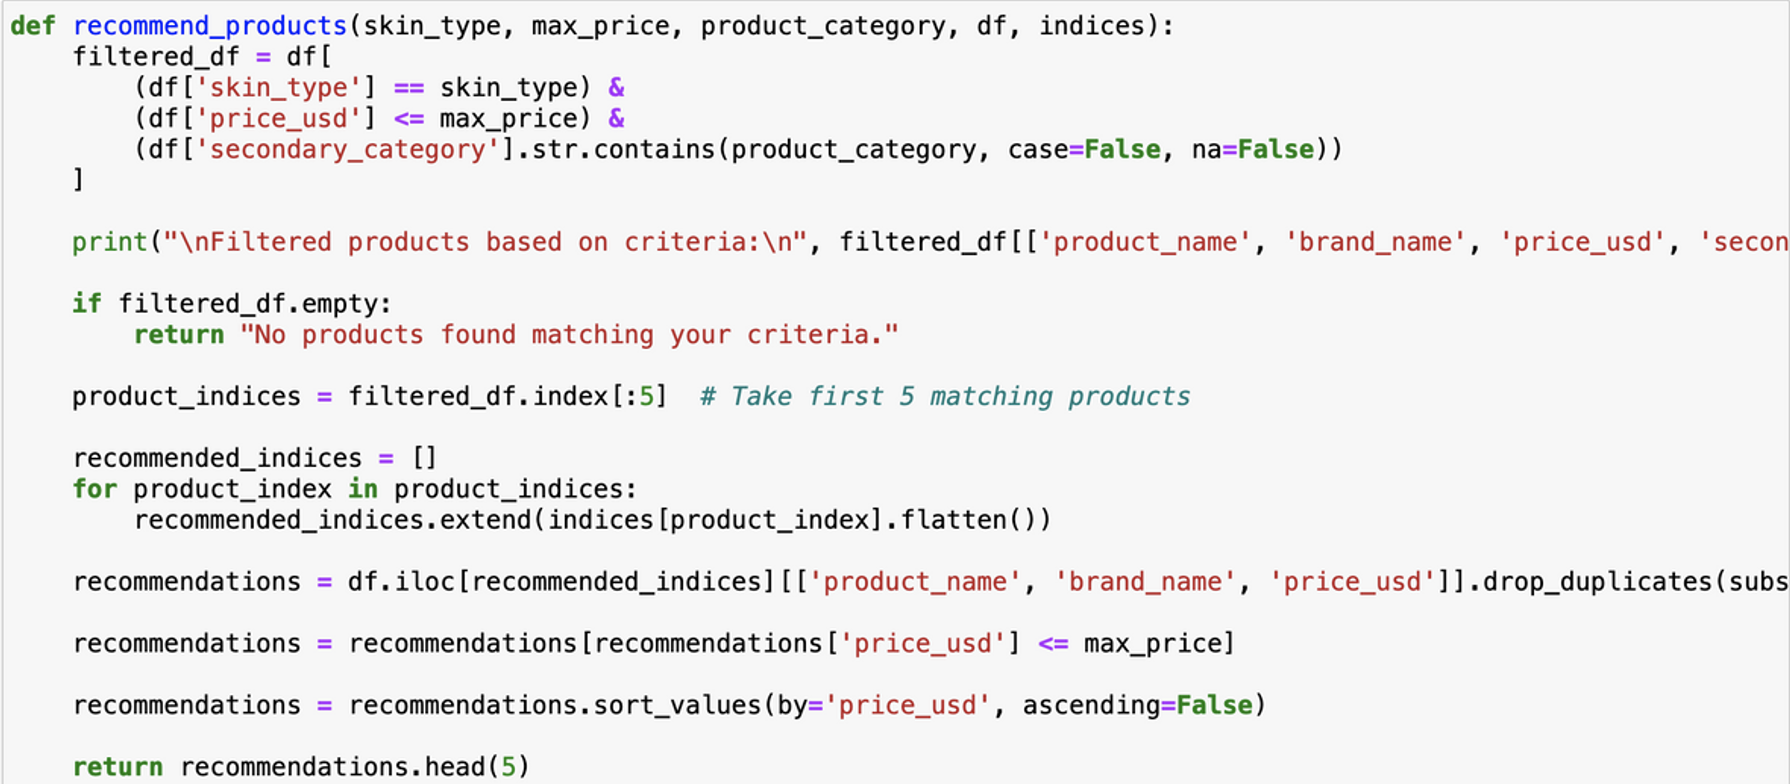 def recommend_products(skin_type, max_price, product_category, df, indices):
    filtered_df = df[
        (df['skin_type'] == skin_type) &
        (df['price_usd'] <= max_price) &
        (df['secondary_category'].str.contains(product_category, case=False, na=False))
    ]
    print("\nFiltered products based on criteria:\n", filtered_df[['product_name', 'brand_name', 'price_usd', 'secon
    if filtered_df.empty:
        return "No products found matching your criteria."
    product_indices = filtered_df.index[:5]  # Take first 5 matching products
    recommended_indices = []
    for product_index in product_indices:
        recommended_indices.extend(indices[product_index].flatten())
    recommendations = df.iloc[recommended_indices][['product_name', 'brand_name', 'price_usd']].drop_duplicates(subs
    recommendations = recommendations[recommendations['price_usd'] <= max_price]
    recommendations = recommendations.sort_values(by='price_usd', ascending=False)
    return recommendations.head(5)